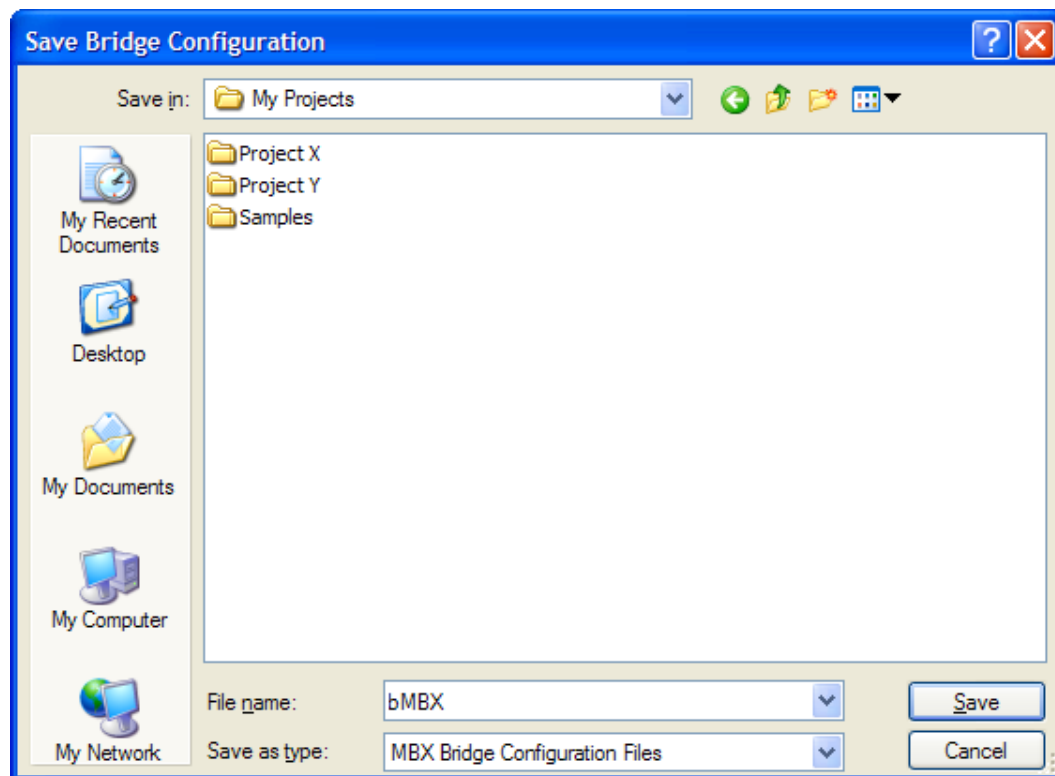 Save Bridge Configuration
Save in: My Projects
Project X
Project Y
Samples
My Recent
Documents
Desktop
My Documents
My Computer
My Network
File name: bMBX Save
Save as type: MBX Bridge Configuration Files Cancel